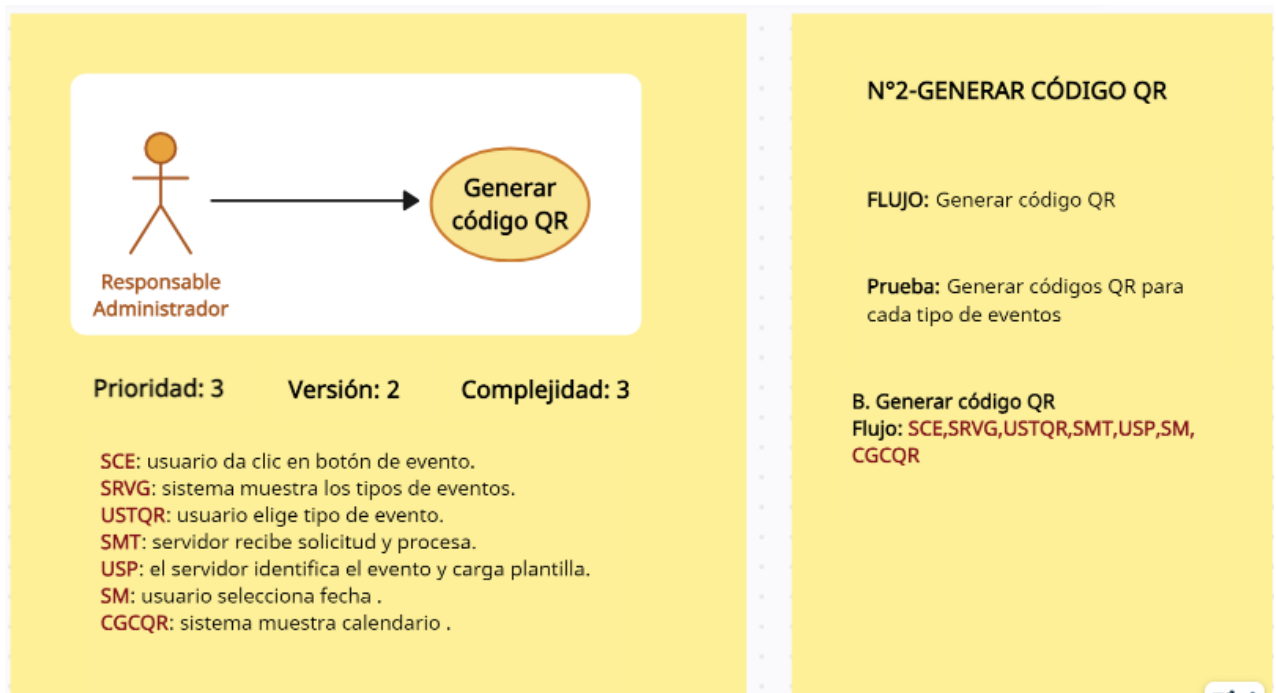 Generar
código QR
Responsable
Administrador
Prioridad: 3 Versión: 2 Complejidad: 3
SCE: usuario da clic en botón de evento.
SRVG: sistema muestra los tipos de eventos.
USTQR: usuario elige tipo de evento.
SMT: servidor recibe solicitud y procesa.
USP: el servidor identifica el evento y carga plantilla.
SM: usuario selecciona fecha .
CGCQR: sistema muestra calendario .
N°2-GENERAR CÓDIGO QR
FLUJO: Generar código QR
Prueba: Generar códigos QR para
cada tipo de eventos
B. Generar código QR
Flujo: SCE,SRVG,USTQR,SMT,USP,SM,
CGCQR